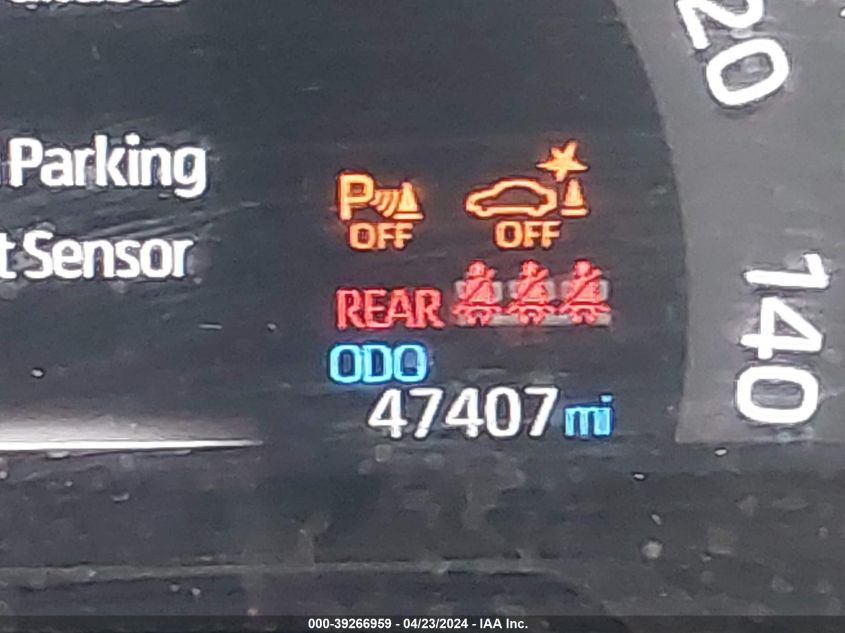 20
Parking
P
OFF
OFF
t Sensor
REAR
140
ODO
47407 mi
000-39266959 - 04/23/2024 - IAA Inc.